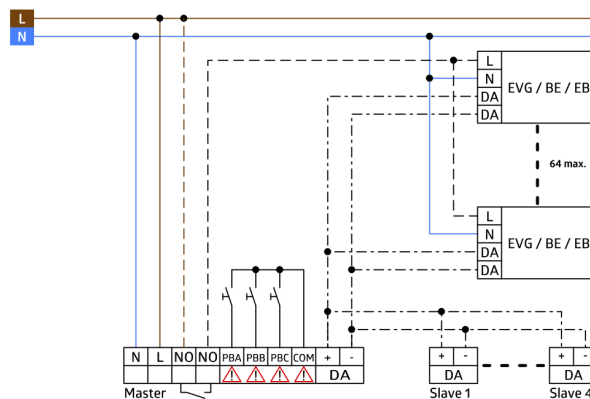 L
N
L
N
DA
DA
EVG / BE / EB
64 max.
L
N
DA
DA
EVG / BE / EB
N L NO NO PBA PBB PBC COM + -
DA
Master
+ -
DA
Slave 1
+ -
DA
Slave 4